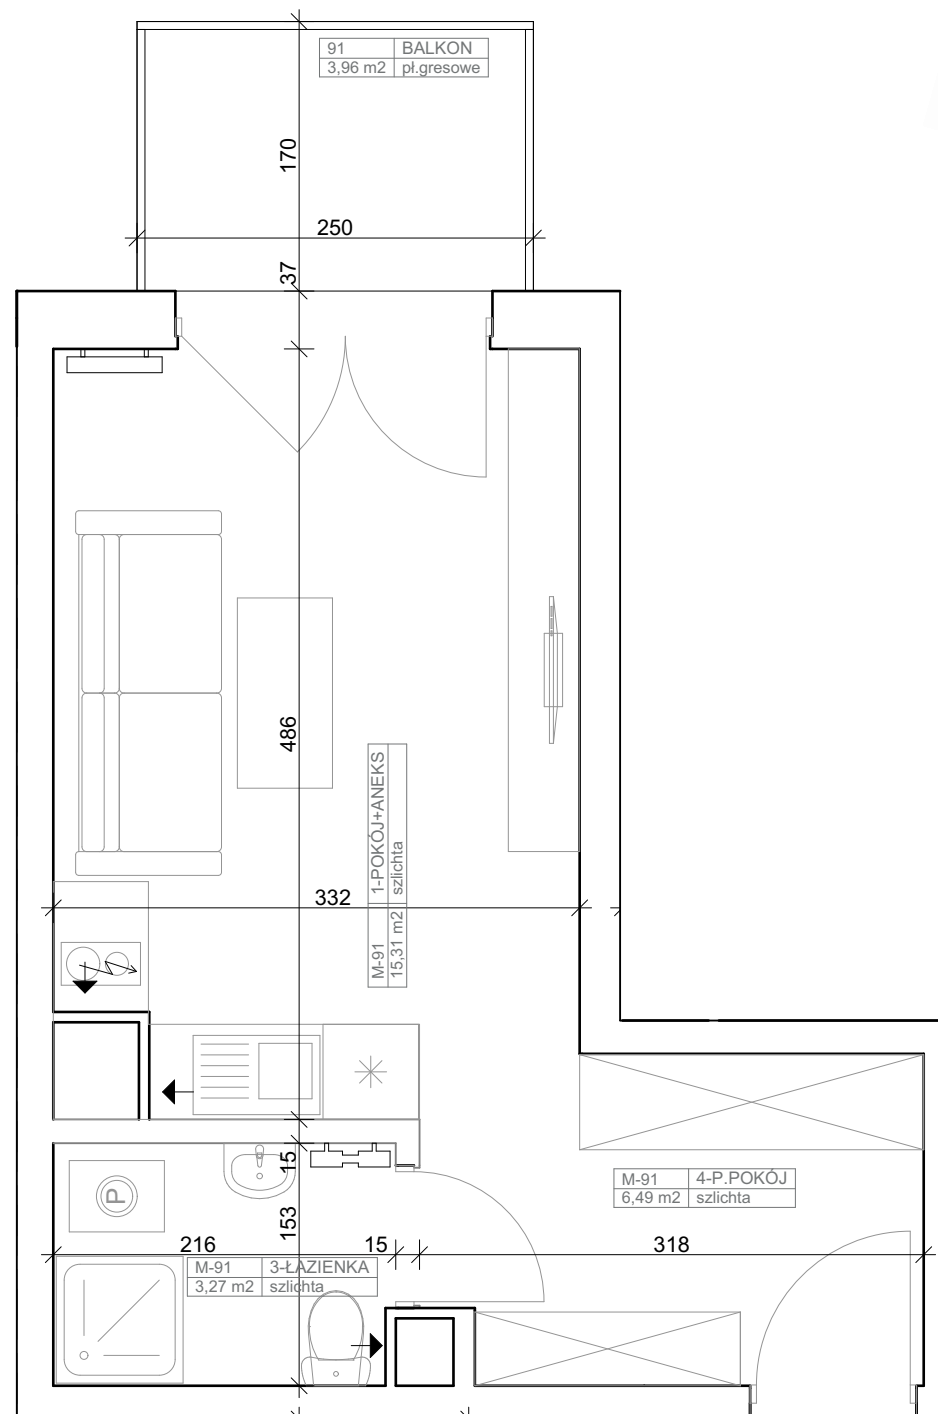 91 BALKON
3,96 m2 pł.gresowe
170
250
37
486
M-91 1-POKÓJ+ANEKS
15,31 m2 szlichta
332
15
P
153
M-91 4-P.POKÓJ
6,49 m2 szlichta
216
15
318
M-91 3-ŁAZIENKA
3,27 m2 szlichta